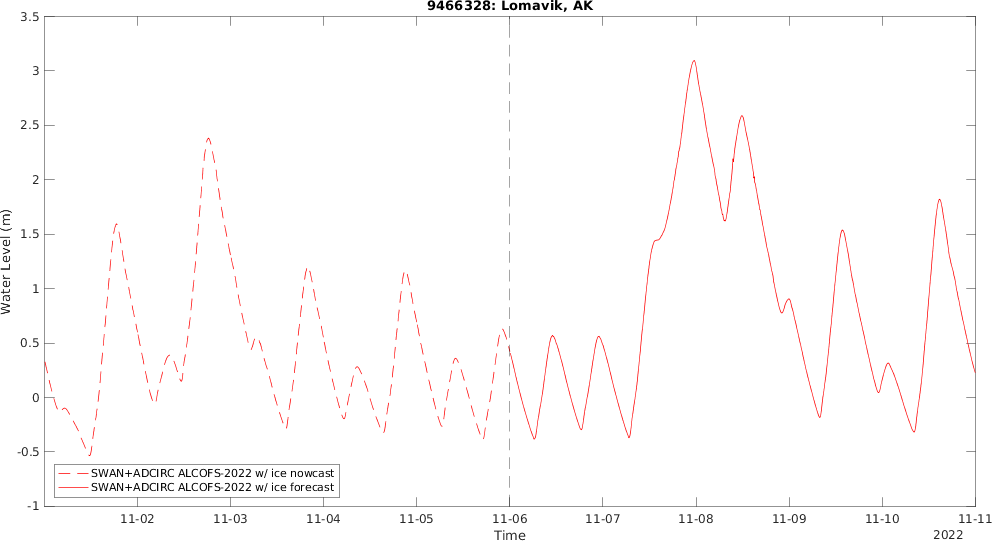 9466328: Lomavik, AK
3.5
3
2.5
2
1.5
1
0.5
0
-0.5
-1
Water Level (m)
SWAN+ADCIRC ALCOFS-2022 w/ ice nowcast
SWAN+ADCIRC ALCOFS-2022 w/ ice forecast
11-02 11-03 11-04 11-05 11-06 11-07 11-08 11-09 11-10 11-11
Time
2022